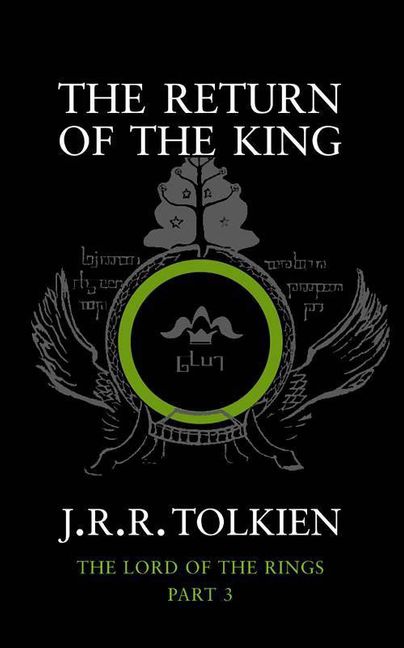 THE RETURN
OF THE KING
J.R.R. TOLKIEN
THE LORD OF THE RINGS
PART 3